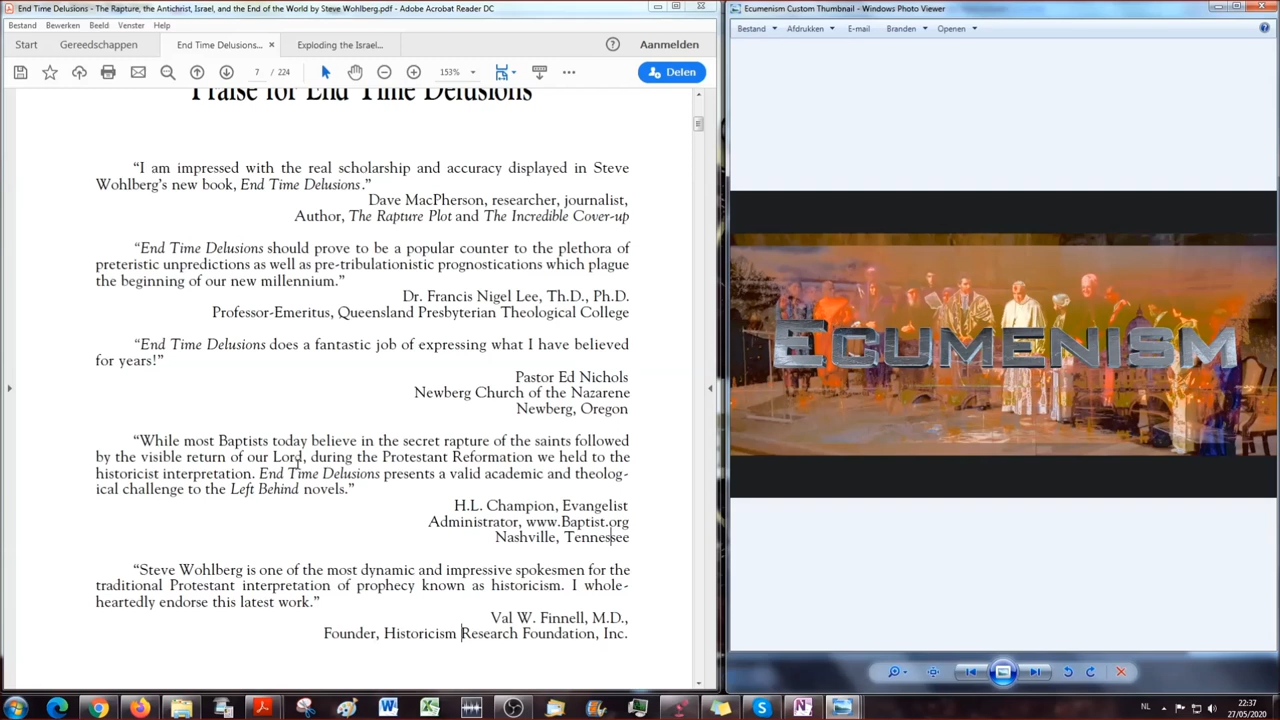 End Time Delusions - The Rapture, the Antichrist, Israel, and the End of the World by Steve Wohlberg.pdf - Adobe Acrobat Reader DC
Bestand Bewerken Beeld Venster Help
Start Gereedschappen End Time Delusions... × Exploding the Israel... Aanmelden
7 / 224 153% Delen
Praise for End Time Delusions
“I am impressed with the real scholarship and accuracy displayed in Steve
Wohlberg’s new book, End Time Delusions.”
Dave MacPherson, researcher, journalist,
Author, The Rapture Plot and The Incredible Cover-up
“End Time Delusions should prove to be a popular counter to the plethora of
preteristic unpredictions as well as pre-tribulationistic prognostications which plague
the beginning of our new millennium.”
Dr. Francis Nigel Lee, Th.D., Ph.D.
Professor-Emeritus, Queensland Presbyterian Theological College
“End Time Delusions does a fantastic job of expressing what I have believed
for years!”
Pastor Ed Nichols
Newberg Church of the Nazarene
Newberg, Oregon
“While most Baptists today believe in the secret rapture of the saints followed
by the visible return of our Lord, during the Protestant Reformation we held to the
historicist interpretation. End Time Delusions presents a valid academic and theolog-
ical challenge to the Left Behind novels.”
H.L. Champion, Evangelist
Administrator, www.Baptist.org
Nashville, Tennessee
“Steve Wohlberg is one of the most dynamic and impressive spokesmen for the
traditional Protestant interpretation of prophecy known as historicism. I whole-
heartedly endorse this latest work.”
Val W. Finnell, M.D.,
Founder, Historicism Research Foundation, Inc.
Ecumenism Custom Thumbnail - Windows Photo Viewer
Bestand Afdrukken E-mail Branden Openen
Ecumenism
NL 22:37
27/05/2020